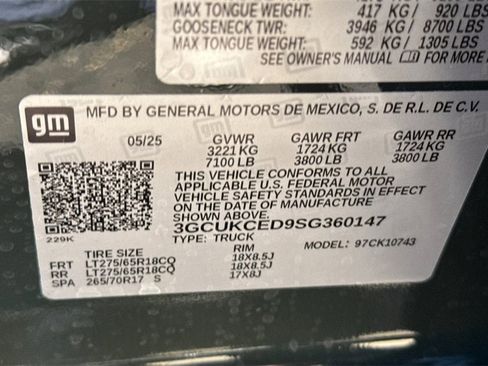 MAX TONGUE WEIGHT: 417 KG / 920 LBS
GOOSENECK TWR: 3946 KG / 8700 LBS
MAX TONGUE WEIGHT: 592 KG / 1305 LBS
SEE OWNER'S MANUAL FOR MORE
gm
MFD BY GENERAL MOTORS DE MEXICO, S. DE R.L. DE C.V.
05/25 GVWR GAWR FRT GAWR RR
3221 KG 1724 KG 1724 KG
7100 LB 3800 LB 3800 LB
THIS VEHICLE CONFORMS TO ALL
APPLICABLE U.S. FEDERAL MOTOR
VEHICLE SAFETY STANDARDS IN EFFECT
ON THE DATE OF MANUFACTURE
SHOWN ABOVE.
3GCUKCED9SG360147
229K
TYPE: TRUCK MODEL: 97CK10743
TIRE SIZE RIM
FRT LT275/65R18CQ 18X8.5J
RR LT275/65R18CQ 18X8.5J
SPA 265/70R17 S 17X8J